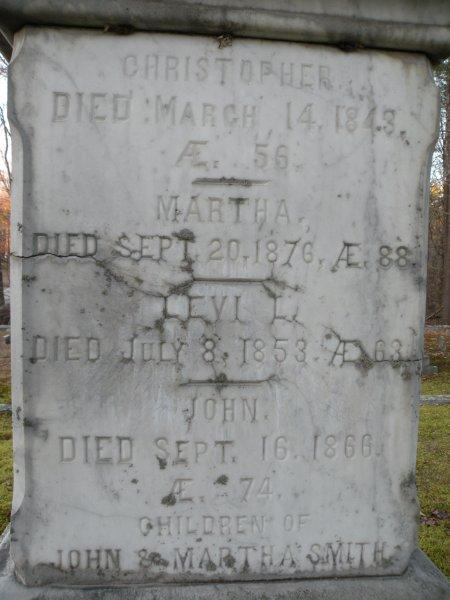 CHRISTOPHER
DIED MARCH 14. 1843.
Æ. 56.
MARTHA.
DIED SEPT. 20, 1876, Æ. 88.
LEVI L.
DIED JULY 8. 1853. Æ. 63.
JOHN.
DIED SEPT. 16. 1866.
Æ. 74.
CHILDREN OF
JOHN & MARTHA SMITH.